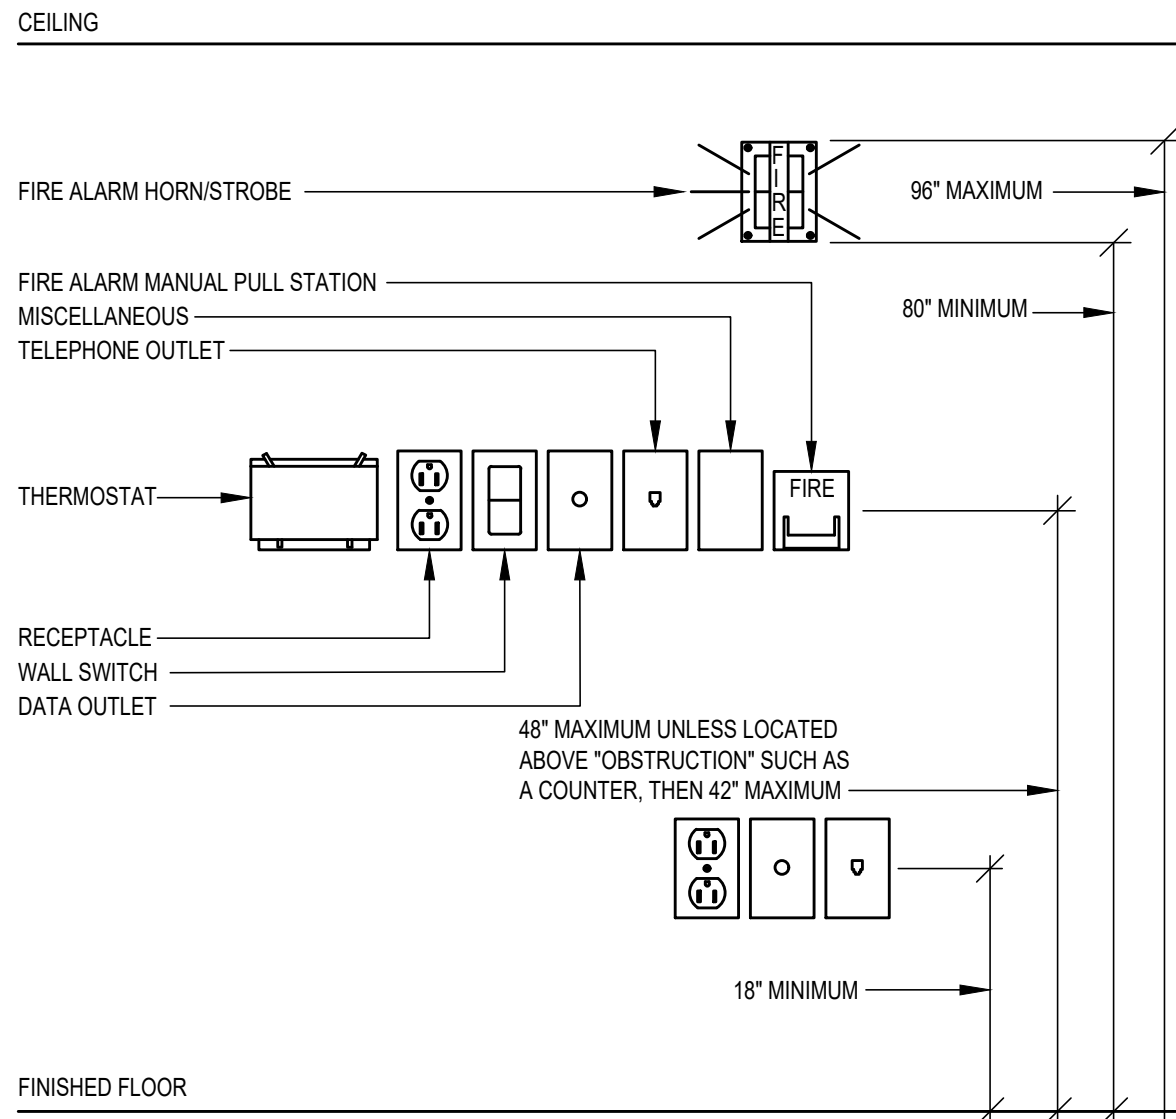 CEILING
FIRE
FIRE ALARM HORN/STROBE
96" MAXIMUM
FIRE ALARM MANUAL PULL STATION
MISCELLANEOUS
80" MINIMUM
TELEPHONE OUTLET
THERMOSTAT
FIRE
RECEPTACLE
WALL SWITCH
DATA OUTLET
48" MAXIMUM UNLESS LOCATED
ABOVE "OBSTRUCTION" SUCH AS
A COUNTER, THEN 42" MAXIMUM
18" MINIMUM
FINISHED FLOOR